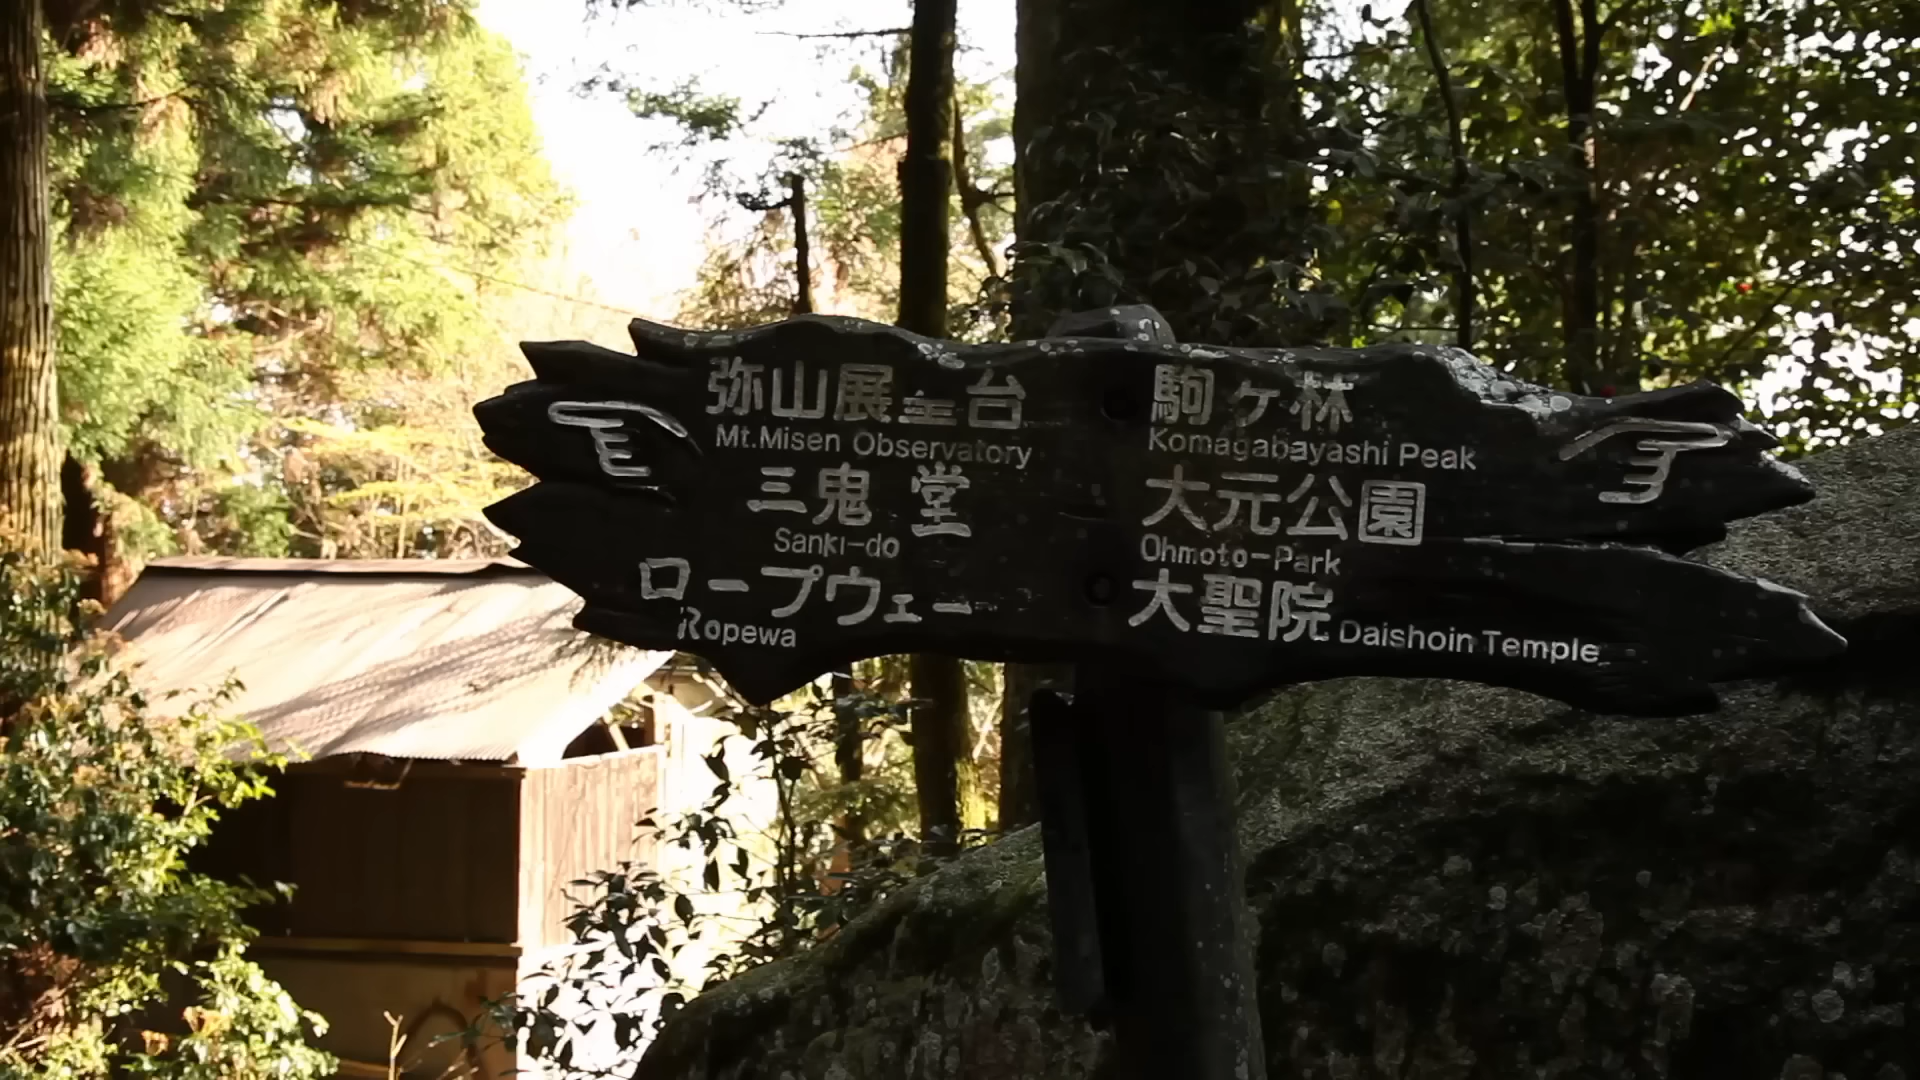 弥山展望台
Mt.Misen Observatory
三鬼堂
Sanki-do
ロープウェー
Ropewa
駒ヶ林
Komagabayashi Peak
大元公園
Ohmoto-Park
大聖院 Daishoin Temple